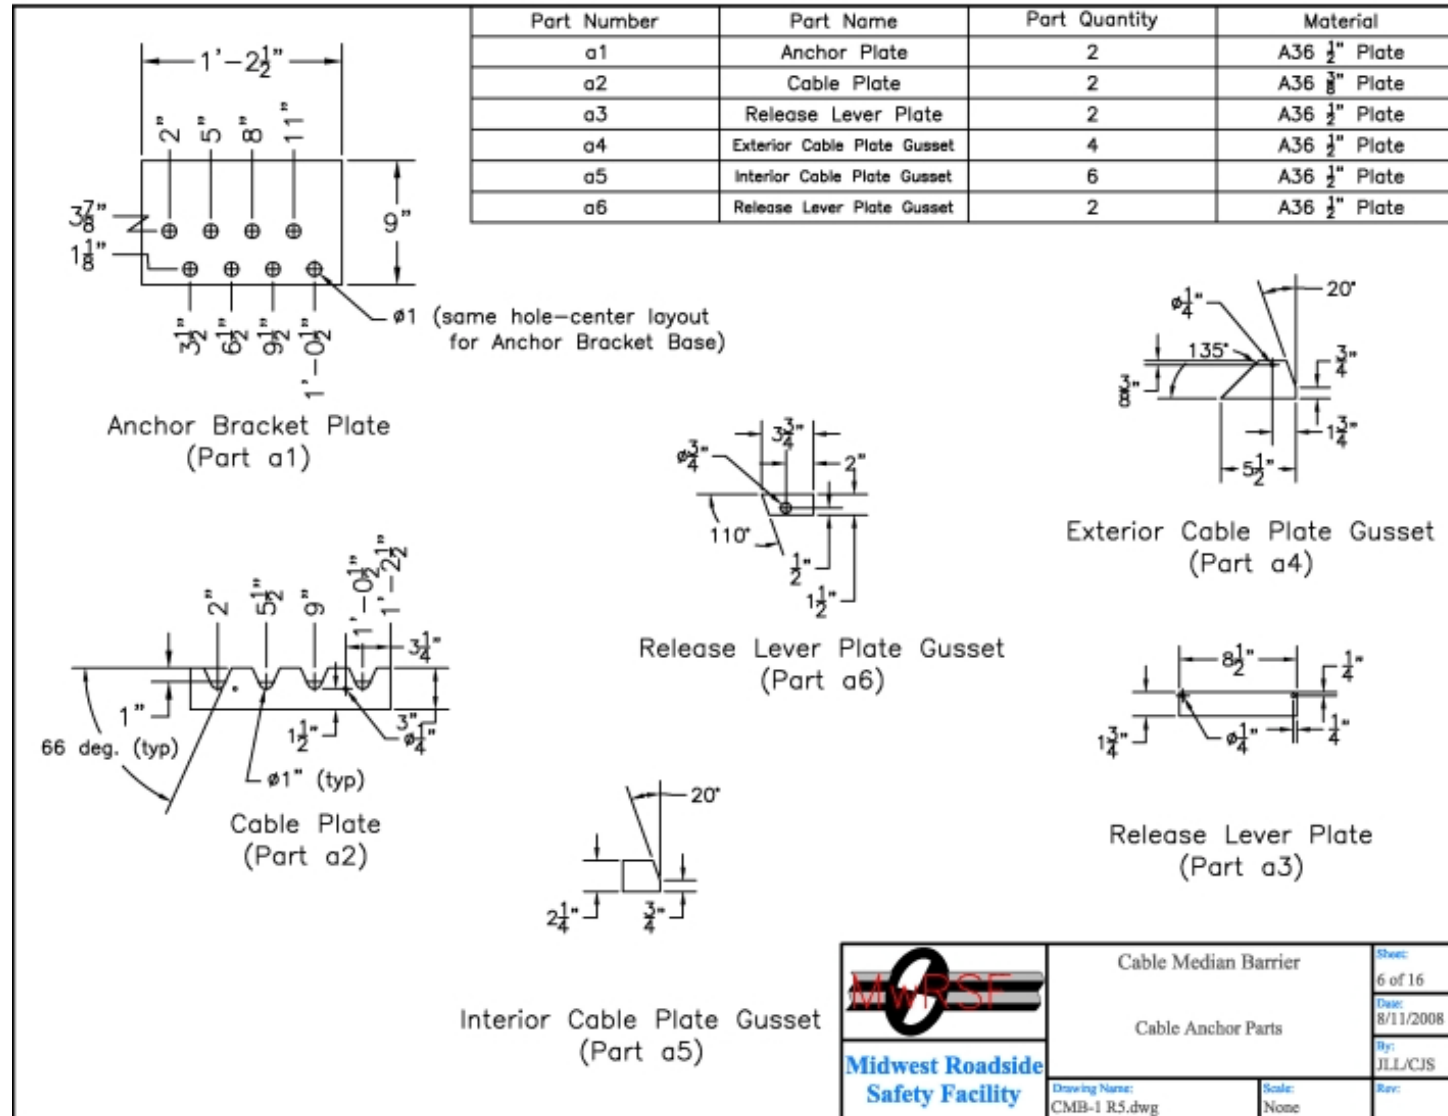 Part Number Part Name Part Quantity Material
a1 Anchor Plate 2 A36 1/2" Plate
a2 Cable Plate 2 A36 3/8" Plate
a3 Release Lever Plate 2 A36 1/2" Plate
a4 Exterior Cable Plate Gusset 4 A36 1/2" Plate
a5 Interior Cable Plate Gusset 6 A36 1/2" Plate
a6 Release Lever Plate Gusset 2 A36 1/2" Plate
1'-2 1/2"
2" 5" 8" 11"
3 7/8"
9"
1 1/8"
3 1/2" 6 1/2" 9 1/2" 1'-0 1/2"
ø1 (same hole-center layout
for Anchor Bracket Base)
Anchor Bracket Plate
(Part a1)
20°
ø1/4"
135°
3/4"
3/8"
1 3/4"
5 1/2"
Exterior Cable Plate Gusset
(Part a4)
3 3/4"
ø3/4"
2"
110°
1/2"
1 1/2"
Release Lever Plate Gusset
(Part a6)
2" 5 1/2" 9" 1'-0 1/2" 1'-2 1/2"
3 1/4"
1"
1 1/2"
3"
ø1/4"
66 deg. (typ)
ø1" (typ)
Cable Plate
(Part a2)
8 1/2"
1/4"
1 3/4"
ø1/4"
1/4"
Release Lever Plate
(Part a3)
20°
2 1/4"
3/4"
Interior Cable Plate Gusset
(Part a5)
MwRSF
Midwest Roadside
Safety Facility
Cable Median Barrier
Cable Anchor Parts
Sheet:
6 of 16
Date:
8/11/2008
By:
JLL/CJS
Drawing Name:
CMB-1 R5.dwg
Scale:
None
Rev: